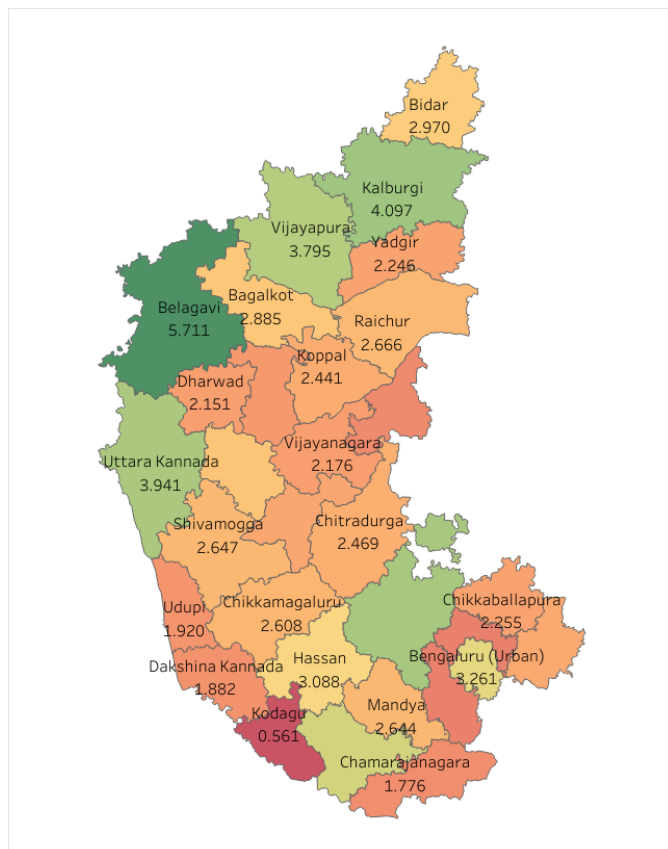 Bidar
2.970
Kalburgi
4.097
Vijayapura
3.795
Yadgir
2.246
Bagalkot
2.885
Belagavi
5.711
Raichur
2.666
Koppal
2.441
Dharwad
2.151
Vijayanagara
2.176
Uttara Kannada
3.941
Shivamogga
2.647
Chitradurga
2.469
Chikkamagaluru
2.608
Udupi
1.920
Chikkaballapura
2.255
Bengaluru (Urban)
3.261
Hassan
3.088
Dakshina Kannada
1.882
Mandya
2.644
Kodagu
0.561
Chamarajanagara
1.776